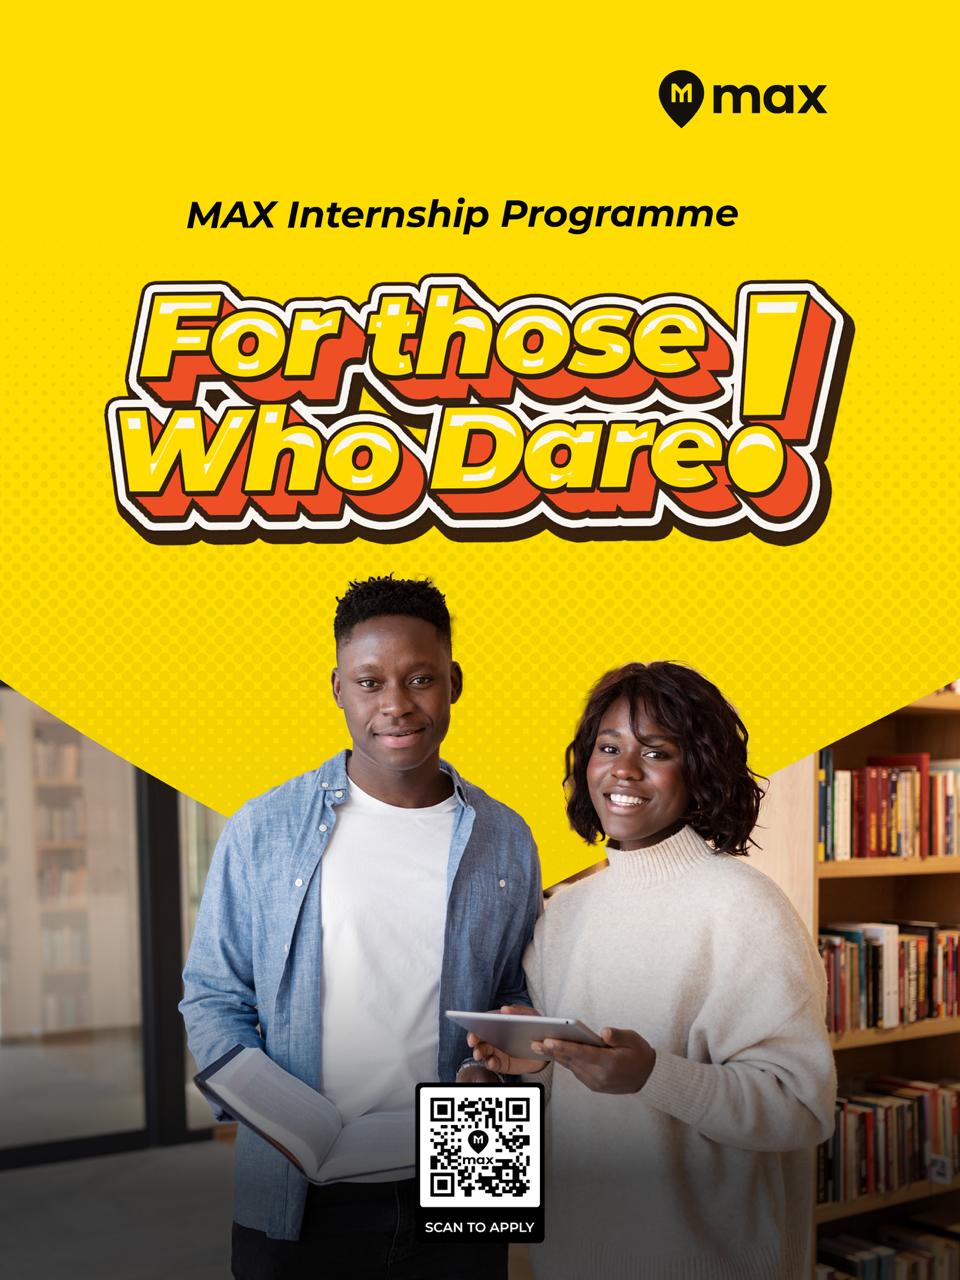 M max
MAX Internship Programme
For those
Who Dare!
M
max
SCAN TO APPLY